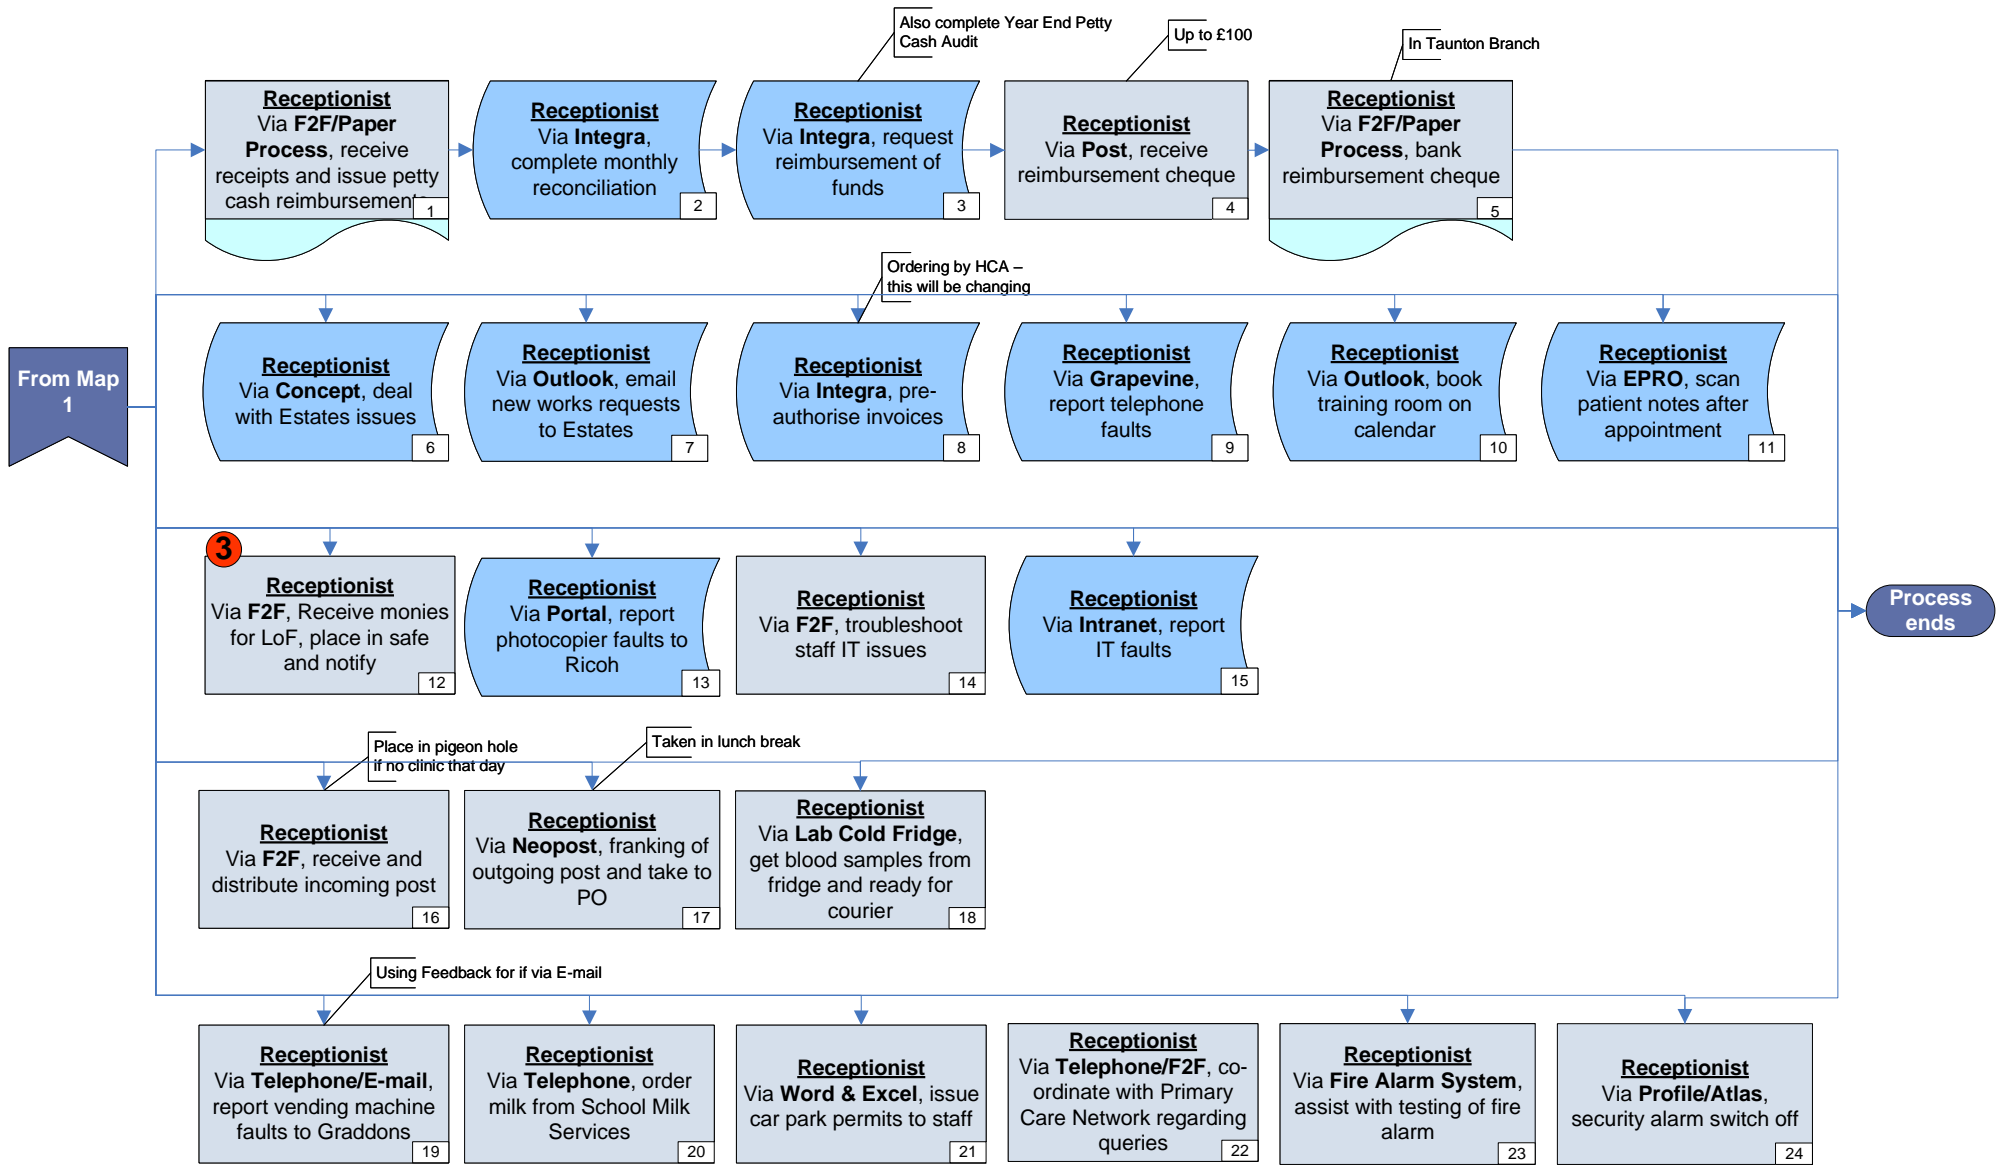 Also complete Year End Petty
Cash Audit
Up to £100
In Taunton Branch
Receptionist
Via F2F/Paper
Process, receive
receipts and issue petty
cash reimbursements
1
Receptionist
Via Integra,
complete monthly
reconciliation
2
Receptionist
Via Integra, request
reimbursement of
funds
3
Receptionist
Via Post, receive
reimbursement cheque
4
Receptionist
Via F2F/Paper
Process, bank
reimbursement cheque
5
Ordering by HCA –
this will be changing
From Map
1
Receptionist
Via Concept, deal
with Estates issues
6
Receptionist
Via Outlook, email
new works requests
to Estates
7
Receptionist
Via Integra, pre-
authorise invoices
8
Receptionist
Via Grapevine,
report telephone
faults
9
Receptionist
Via Outlook, book
training room on
calendar
10
Receptionist
Via EPRO, scan
patient notes after
appointment
11
3
Receptionist
Via F2F, Receive monies
for LoF, place in safe
and notify
12
Receptionist
Via Portal, report
photocopier faults to
Ricoh
13
Receptionist
Via F2F, troubleshoot
staff IT issues
14
Receptionist
Via Intranet, report
IT faults
15
Process
ends
Place in pigeon hole
if no clinic that day
Taken in lunch break
Receptionist
Via F2F, receive and
distribute incoming post
16
Receptionist
Via Neopost, franking of
outgoing post and take to
PO
17
Receptionist
Via Lab Cold Fridge,
get blood samples from
fridge and ready for
courier
18
Using Feedback for if via E-mail
Receptionist
Via Telephone/E-mail,
report vending machine
faults to Graddons
19
Receptionist
Via Telephone, order
milk from School Milk
Services
20
Receptionist
Via Word & Excel, issue
car park permits to staff
21
Receptionist
Via Telephone/F2F, co-
ordinate with Primary
Care Network regarding
queries
22
Receptionist
Via Fire Alarm System,
assist with testing of fire
alarm
23
Receptionist
Via Profile/Atlas,
security alarm switch off
24